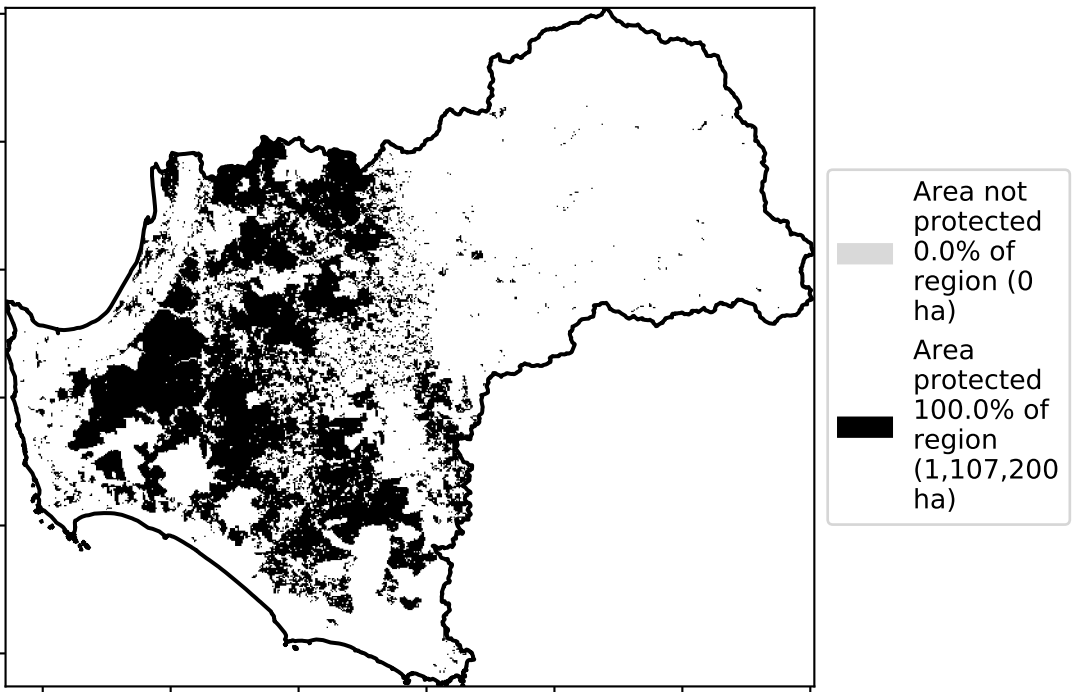 Area not
protected
0.0% of
region (0
ha)
Area
protected
100.0% of
region
(1,107,200
ha)